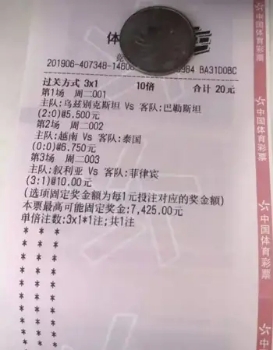 过关方式 3x1 10倍 合计 20元
第1场 周二001
主队:乌兹别克斯坦 Vs 客队:巴勒斯坦
(2:0)@5.500元
第2场 周二002
主队:越南 Vs 客队:泰国
(0:0)@6.750元
第3场 周二003
主队:叙利亚 Vs 客队:菲律宾
(3:1)@10.00元
(选项固定奖金额为每1元投注对应的奖金额)
本票最高可能固定奖金:7,425.00元
单倍注数:3x1*1注;共1注
中国体育彩票
中国体育彩票
中国体育彩票